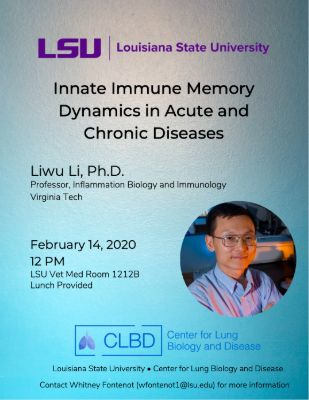 LSU Louisiana State University
Innate Immune Memory
Dynamics in Acute and
Chronic Diseases
Liwu Li, Ph.D.
Professor, Inflammation Biology and Immunology
Virginia Tech
February 14, 2020
12 PM
LSU Vet Med Room 1212B
Lunch Provided
CLBD Center for Lung
Biology and Disease
Louisiana State University • Center for Lung Biology and Disease
Contact Whitney Fontenot (wfontenot1@lsu.edu) for more information